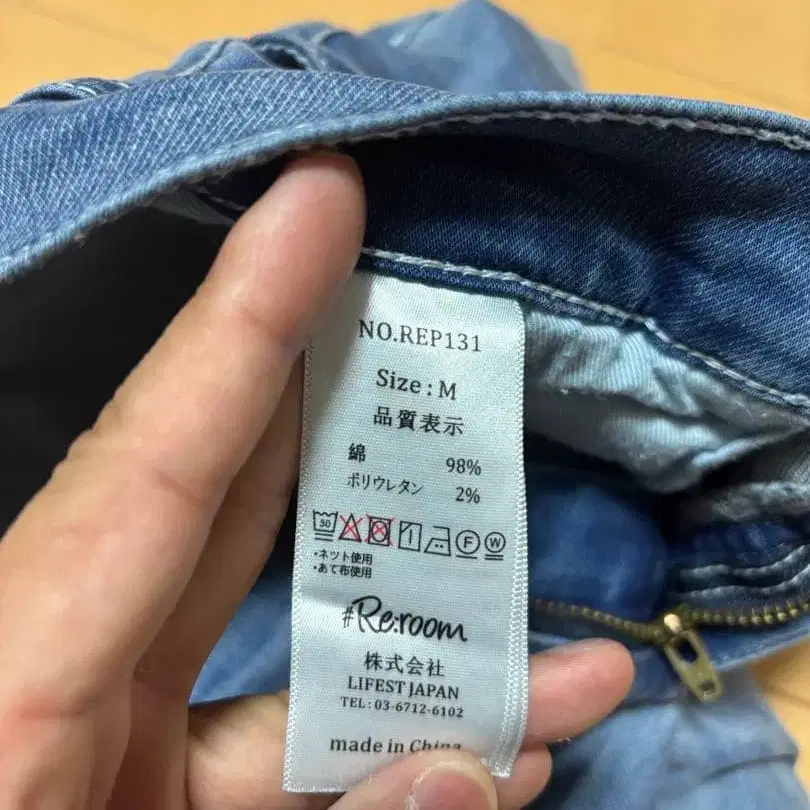 NO.REP131
Size : M
品質表示
綿 98%
ポリウレタン 2%
30 F W
・ネット使用
・あて布使用
#Re:room
株式会社
LIFEST JAPAN
TEL : 03-6712-6102
made in China